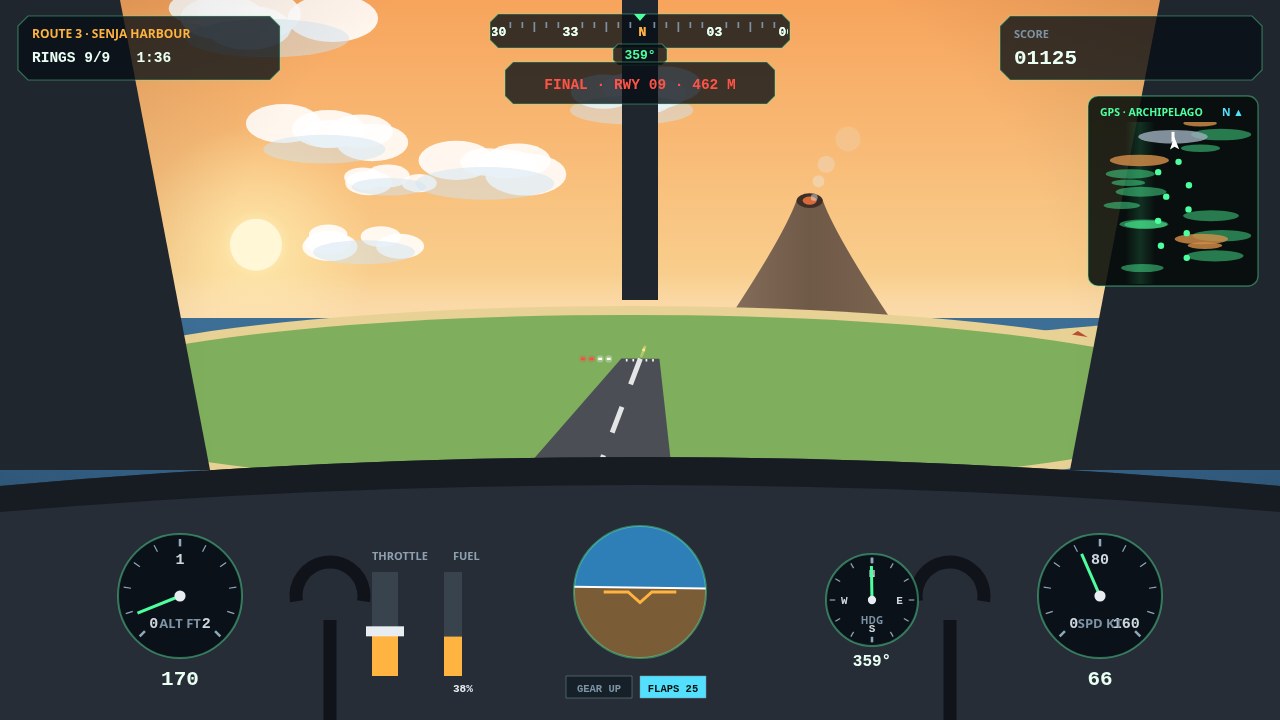 ROUTE 3 · SENJA HARBOUR
RINGS 9/9 1:36
30 33 N 03
359°
FINAL · RWY 09 · 462 M
SCORE
01125
GPS · ARCHIPELAGO N ▲
THROTTLE FUEL
38%
1
0 ALT FT 2
170
GEAR UP FLAPS 25
W E
HDG
S
359°
80
0 SPD KT 160
66